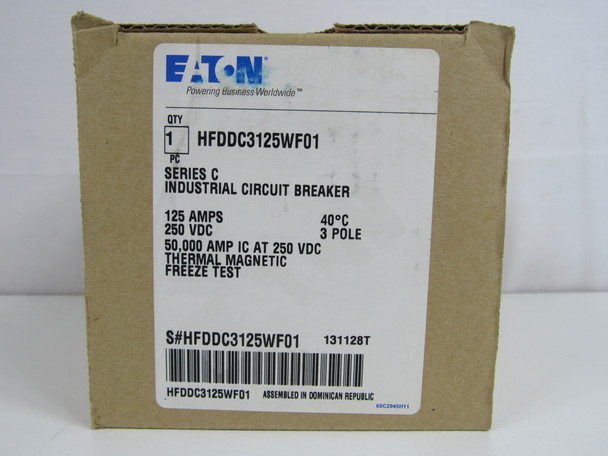 EATON
Powering Business Worldwide™
QTY
1 HFDDC3125WF01
PC
SERIES C
INDUSTRIAL CIRCUIT BREAKER
125 AMPS 40°C
250 VDC 3 POLE
50,000 AMP IC AT 250 VDC
THERMAL MAGNETIC
FREEZE TEST
S#HFDDC3125WF01 131128T
HFDDC3125WF01 ASSEMBLED IN DOMINICAN REPUBLIC
66C2945H11